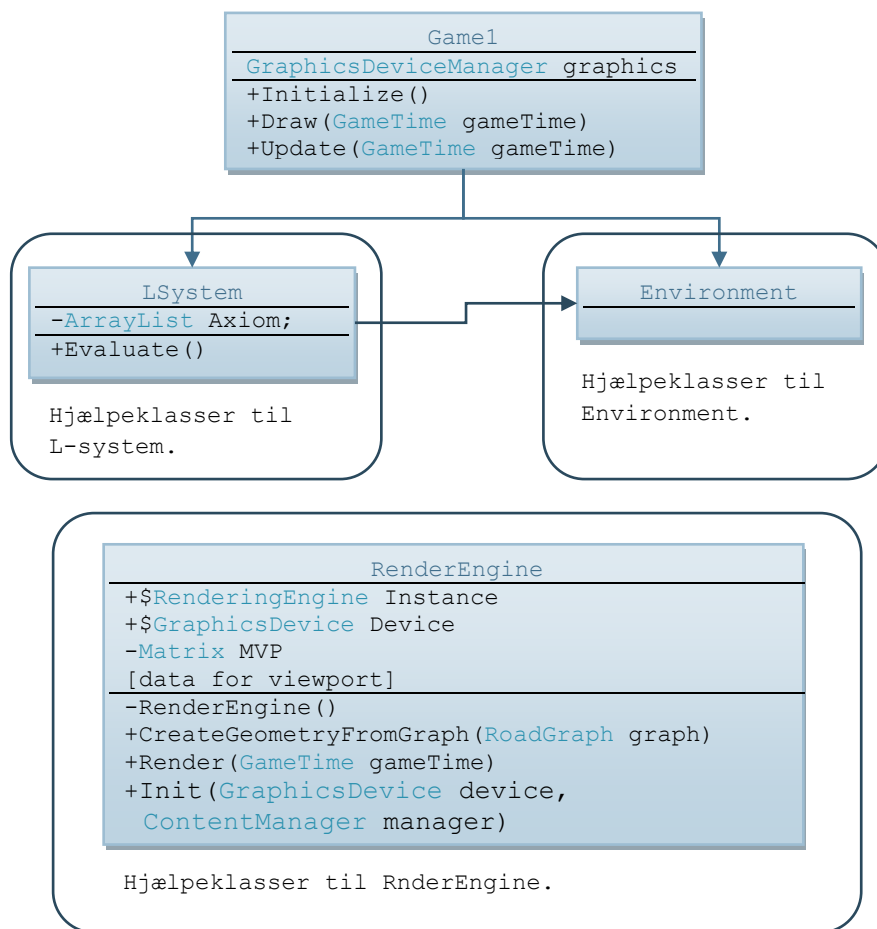 Game1
GraphicsDeviceManager graphics
+Initialize()
+Draw(GameTime gameTime)
+Update(GameTime gameTime)
LSystem
-ArrayList Axiom;
+Evaluate()
Hjælpeklasser til
L-system.
Environment
Hjælpeklasser til
Environment.
RenderEngine
+$RenderingEngine Instance
+$GraphicsDevice Device
-Matrix MVP
[data for viewport]
-RenderEngine()
+CreateGeometryFromGraph(RoadGraph graph)
+Render(GameTime gameTime)
+Init(GraphicsDevice device,
ContentManager manager)
Hjælpeklasser til RnderEngine.